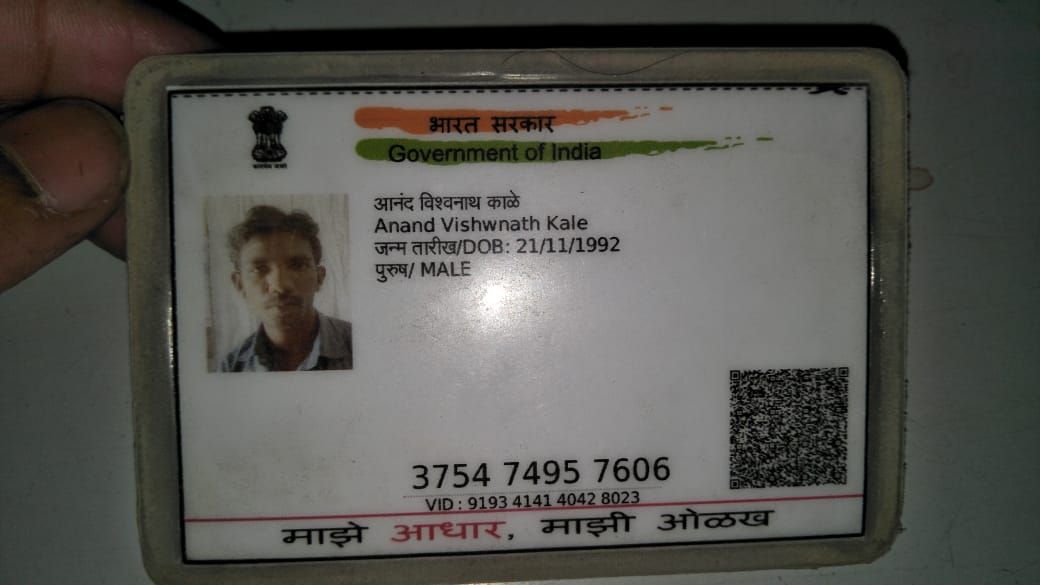 भारत सरकार
Government of India
आनंद विश्वनाथ काळे
Anand Vishwnath Kale
जन्म तारीख/DOB: 21/11/1992
पुरुष/ MALE
3754 7495 7606
VID : 9193 4141 4042 8023
माझे आधार, माझी ओळख